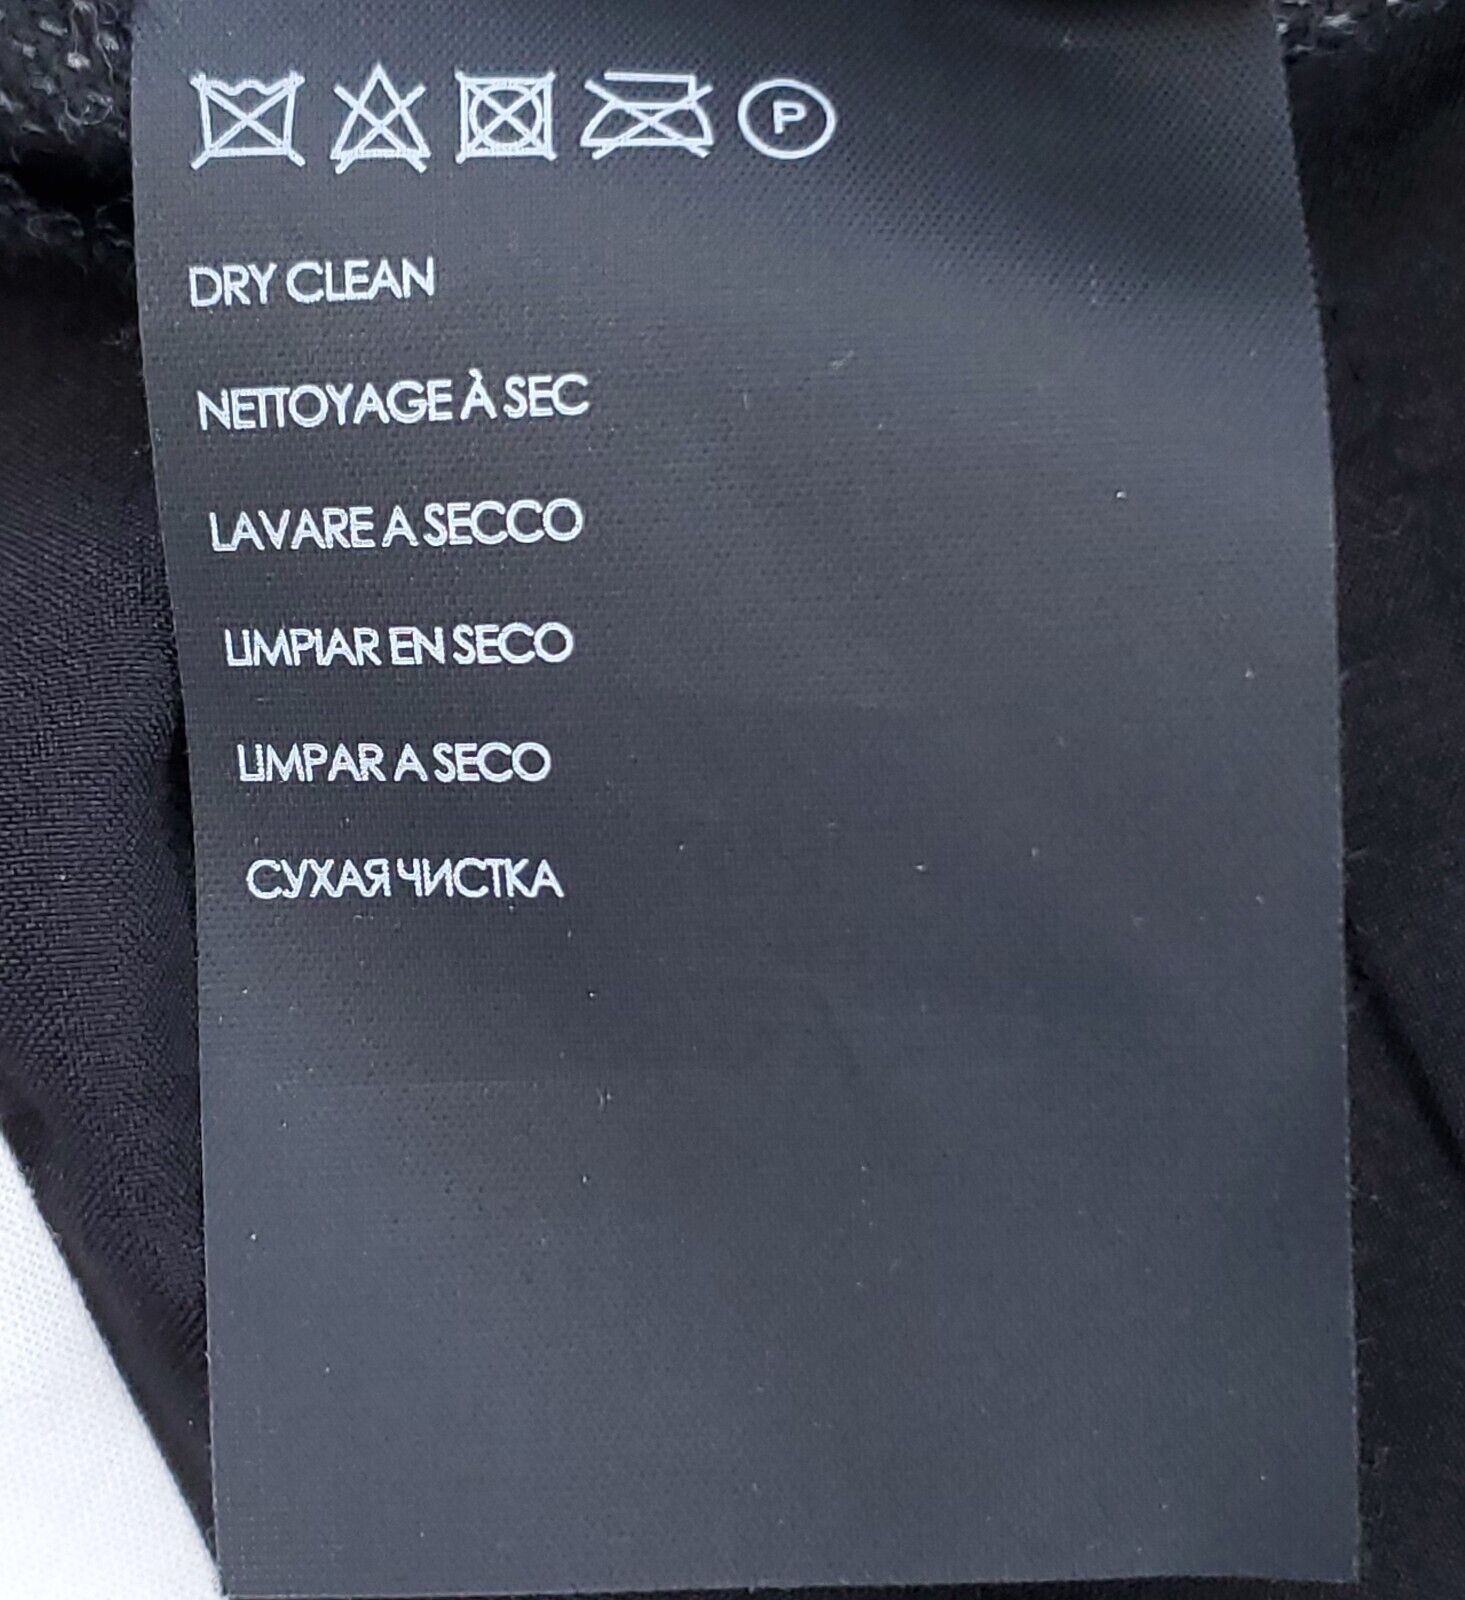 P
DRY CLEAN
NETTOYAGE À SEC
LAVARE A SECCO
LIMPIAR EN SECO
LIMPAR A SECO
СУХАЯ ЧИСТКА